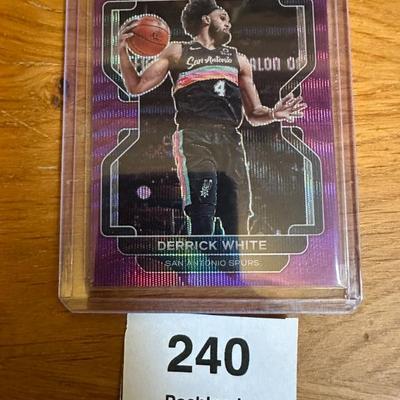 San Antonio
4
DERRICK WHITE
SAN ANTONIO SPURS
240